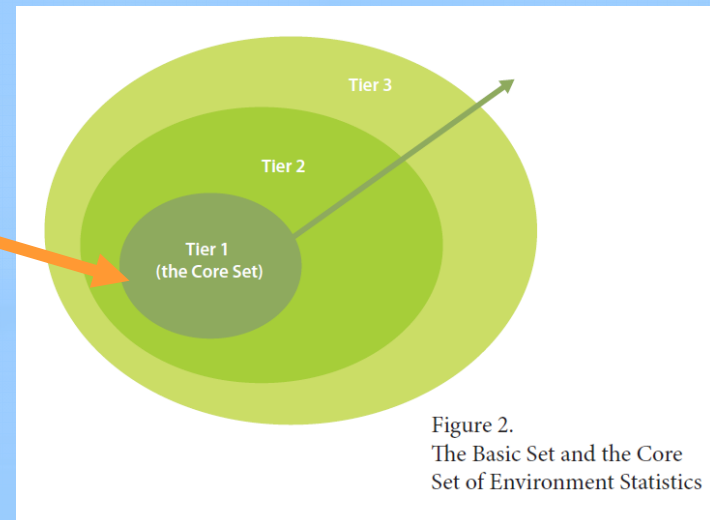 Tier 3
Tier 2
Tier 1
(the Core Set)
Figure 2.
The Basic Set and the Core
Set of Environment Statistics